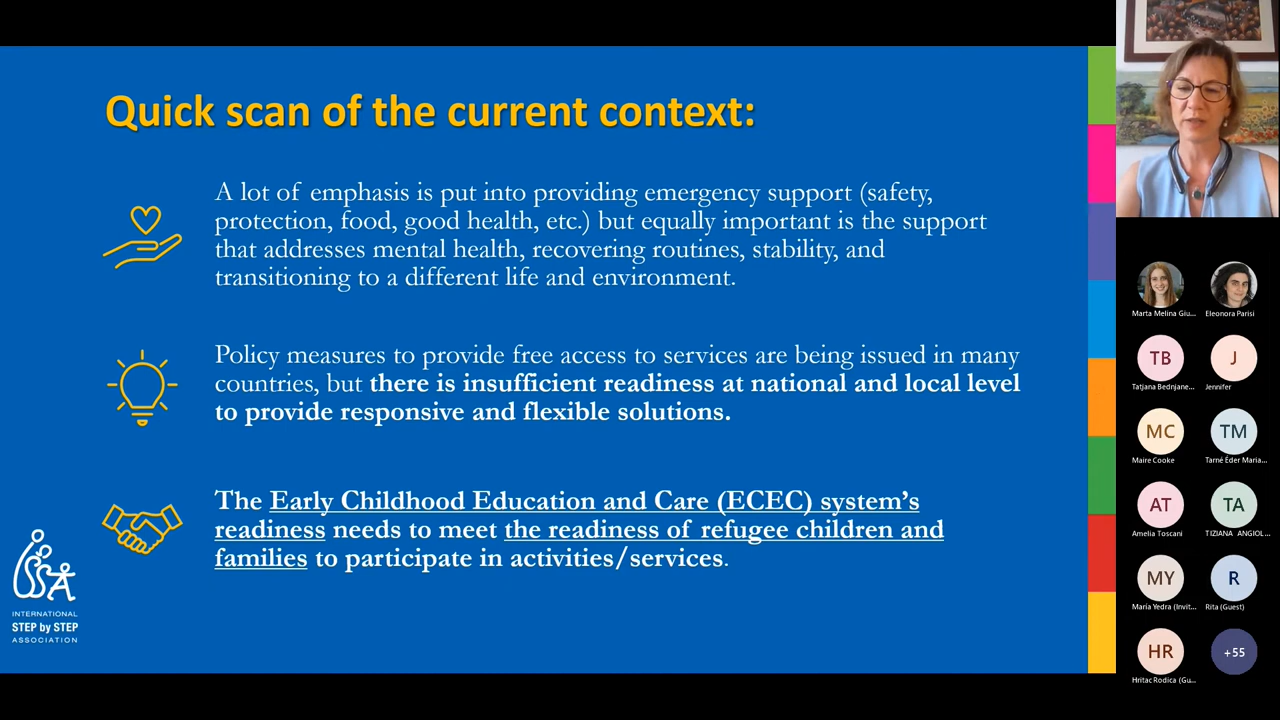 Quick scan of the current context:
A lot of emphasis is put into providing emergency support (safety,
protection, food, good health, etc.) but equally important is the support
that addresses mental health, recovering routines, stability, and
transitioning to a different life and environment.
Policy measures to provide free access to services are being issued in many
countries, but there is insufficient readiness at national and local level
to provide responsive and flexible solutions.
The Early Childhood Education and Care (ECEC) system's
readiness needs to meet the readiness of refugee children and
families to participate in activities/services.
ISSA
INTERNATIONAL
STEP by STEP
ASSOCIATION
Marta Melina Giu...
Eleonora Parisi
TB
J
Tatjana Bednjane...
Jennifer
MC
TM
Maire Cooke
Tarné Éder Maria...
AT
TA
Amelia Toscani
TIZIANA ANGIOL...
MY
R
María Yedra (Invit...
Rita (Guest)
HR
+55
Hritac Rodica (Gu...